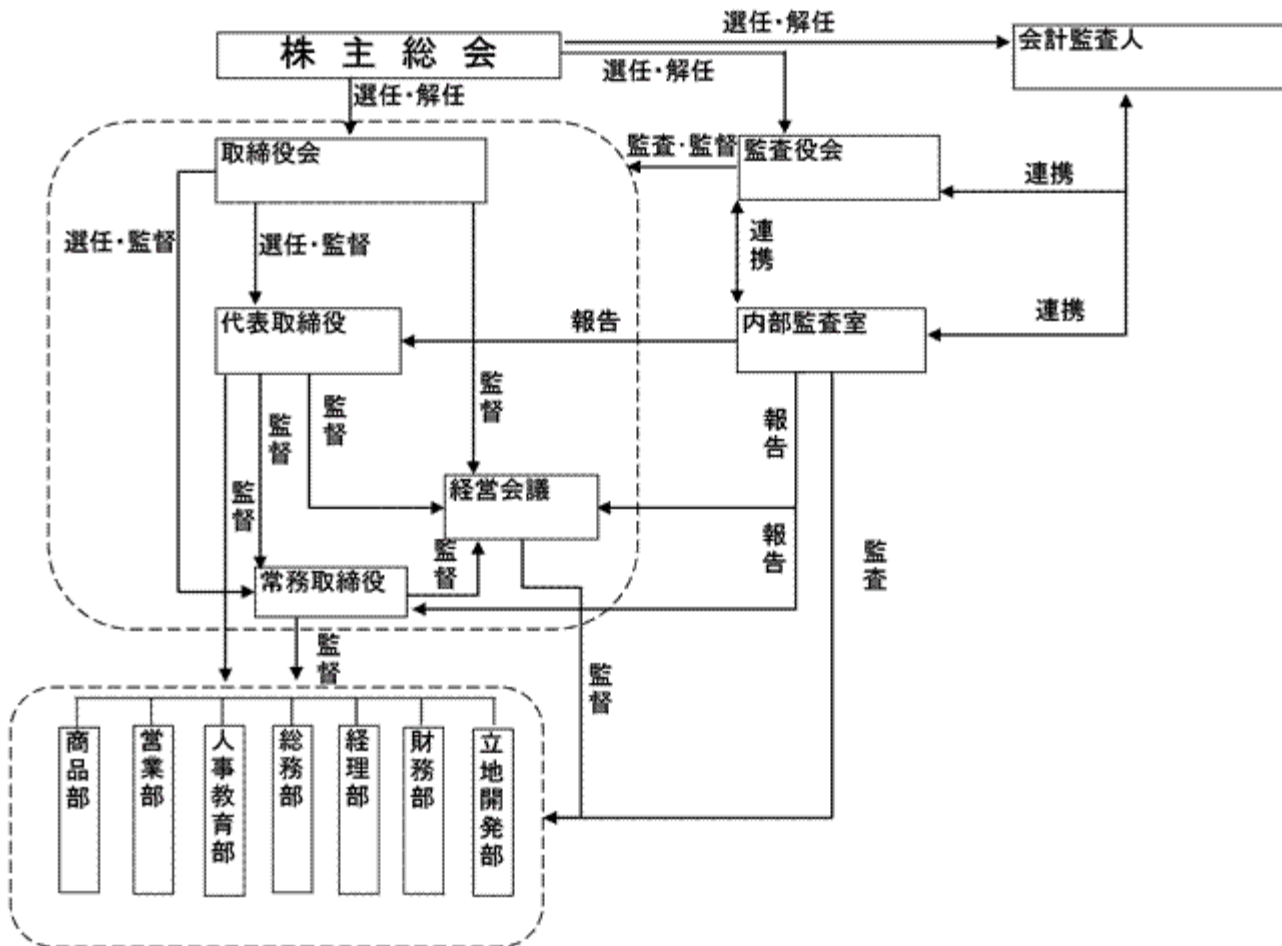 選任・解任
株主総会
会計監査人
選任・解任
選任・解任
取締役会
監査・監督
監査役会
連携
選任・監督
選任・監督
連携
代表取締役
報告
内部監査室
連携
監督
監督
監督
報告
監督
経営会議
報告
監査
監督
常務取締役
監督
監督
商品部
営業部
人事教育部
総務部
経理部
財務部
立地開発部